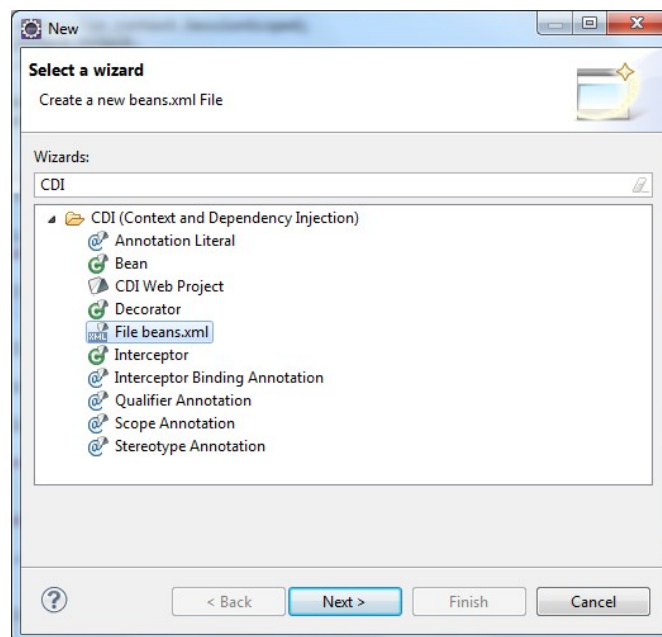 New
Select a wizard
Create a new beans.xml File
Wizards:
CDI
CDI (Context and Dependency Injection)
Annotation Literal
Bean
CDI Web Project
Decorator
File beans.xml
Interceptor
Interceptor Binding Annotation
Qualifier Annotation
Scope Annotation
Stereotype Annotation
< Back Next > Finish Cancel